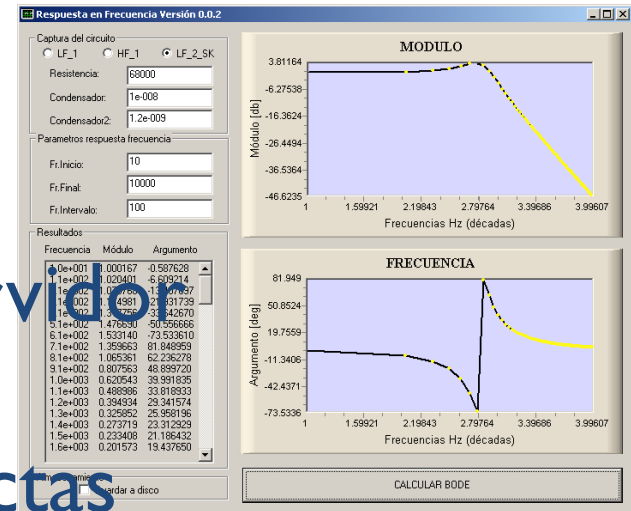 Respuesta en Frecuencia Versión 0.0.2
Captura del circuito
LF_1 HF_1 LF_2_SK
Resistencia: 68000
Condensador: 1e-008
Condensador2: 1.2e-009
Parametros respuesta frecuencia
Fr.Inicio: 10
Fr.Final: 10000
Fr.Intervalo: 100
Resultados
Frecuencia Módulo Argumento
1.0e+001 1.000167 -0.587628
1.1e+002 1.020401 -6.609214
5.1e+002 1.476690 -50.556666
6.1e+002 1.533140 -73.533610
7.1e+002 1.359663 81.848959
8.1e+002 1.065361 62.236278
9.1e+002 0.807563 48.899720
1.0e+003 0.620543 39.991835
1.1e+003 0.488986 33.818933
1.2e+003 0.394934 29.341574
1.3e+003 0.325852 25.958196
1.4e+003 0.273719 23.312929
1.5e+003 0.233408 21.186432
1.6e+003 0.201573 19.437650
rvidor
ctas
a disco
MODULO
Módulo [db]
3.81164
-6.27538
-16.3624
-26.4494
-36.5364
-46.6235
1 1.59921 2.19843 2.79764 3.39686 3.99607
Frecuencias Hz (décadas)
FRECUENCIA
Argumento [deg]
81.949
50.8524
19.7559
-11.3406
-42.4371
-73.5336
1 1.59921 2.19843 2.79764 3.39686 3.99607
Frecuencias Hz (décadas)
CALCULAR BODE